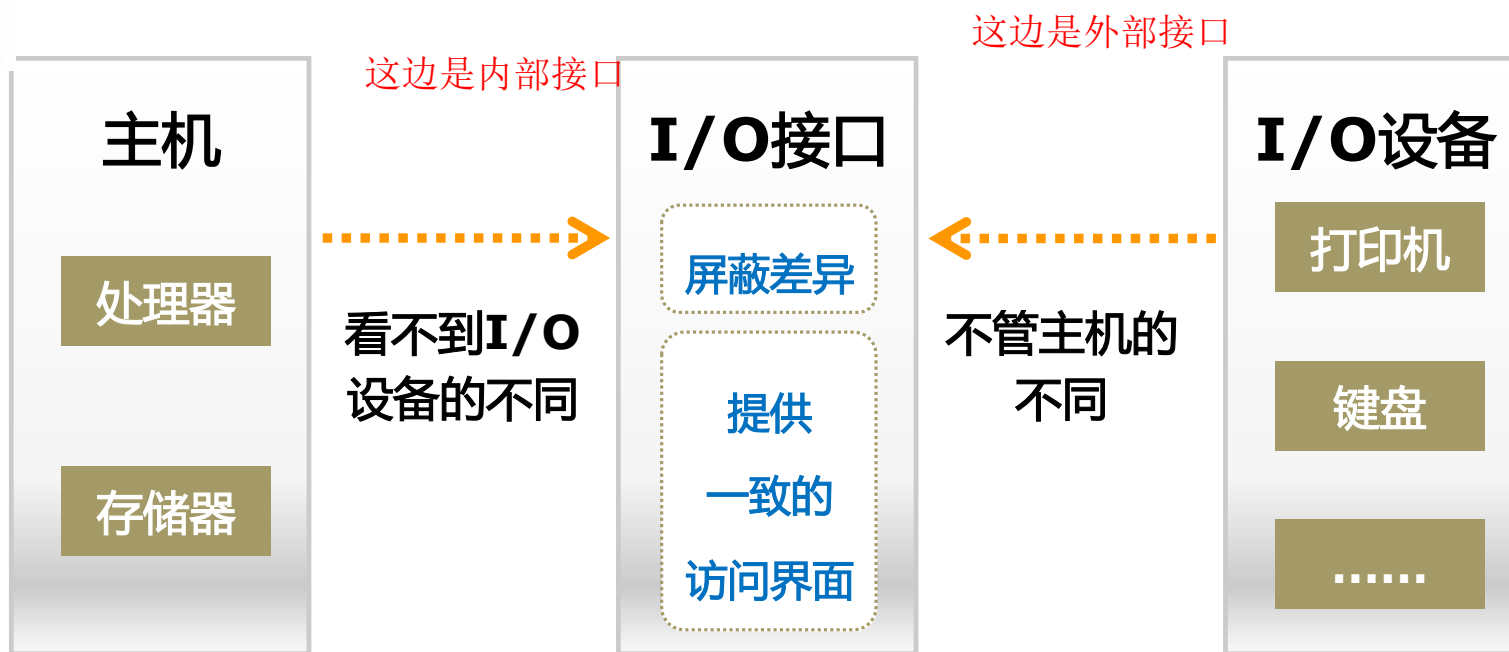 这边是外部接口
这边是内部接口
主机
处理器
存储器
看不到I/O
设备的不同
I/O接口
屏蔽差异
提供
一致的
访问界面
不管主机的
不同
I/O设备
打印机
键盘
……